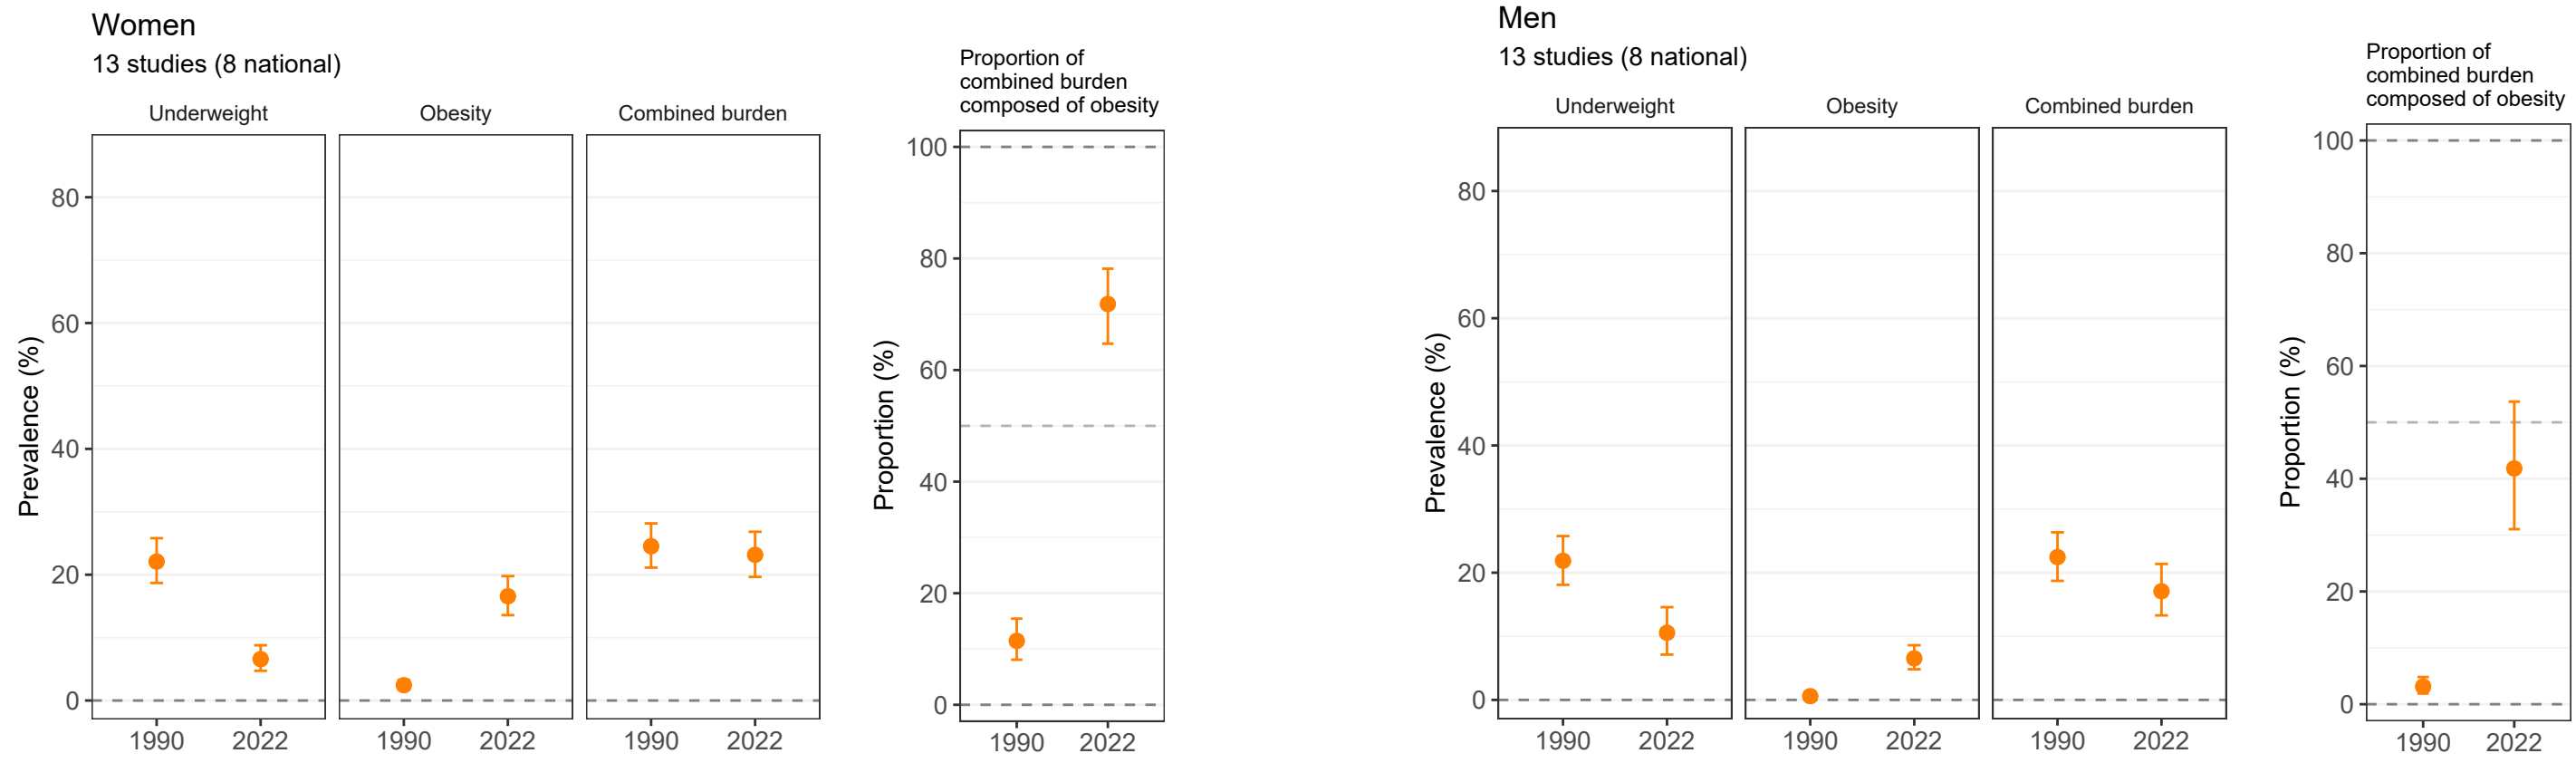 Women
13 studies (8 national)
Underweight
Obesity
Combined burden
Prevalence (%)
80
60
40
20
0
1990 2022
1990 2022
1990 2022
Proportion of
combined burden
composed of obesity
Proportion (%)
100
80
60
40
20
0
1990 2022
Men
13 studies (8 national)
Underweight
Obesity
Combined burden
Prevalence (%)
80
60
40
20
0
1990 2022
1990 2022
1990 2022
Proportion of
combined burden
composed of obesity
Proportion (%)
100
80
60
40
20
0
1990 2022